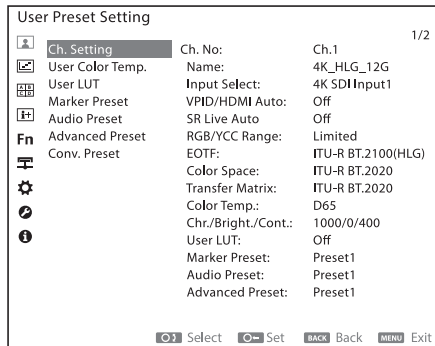 User Preset Setting
1/2
Ch. Setting
User Color Temp.
User LUT
Marker Preset
Audio Preset
Advanced Preset
Conv. Preset
A B
C D
Fn
Ch. No: Ch.1
Name: 4K_HLG_12G
Input Select: 4K SDI Input1
VPID/HDMI Auto: Off
SR Live Auto Off
RGB/YCC Range: Limited
EOTF: ITU-R BT.2100(HLG)
Color Space: ITU-R BT.2020
Transfer Matrix: ITU-R BT.2020
Color Temp.: D65
Chr./Bright./Cont.: 1000/0/400
User LUT: Off
Marker Preset: Preset1
Audio Preset: Preset1
Advanced Preset: Preset1
Select Set BACK Back MENU Exit